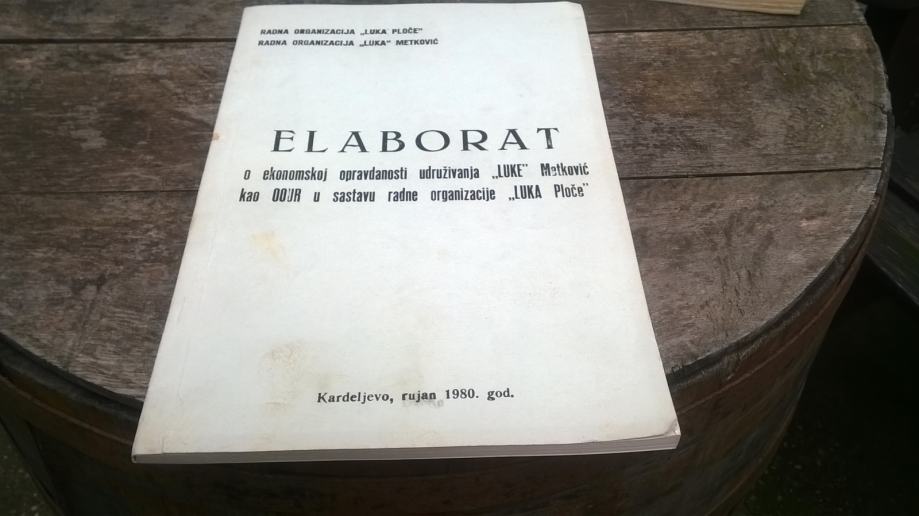 RADNA ORGANIZACIJA „LUKA PLOČE”
RADNA ORGANIZACIJA „LUKA” METKOVIĆ
ELABORAT
o ekonomskoj opravdanosti udruživanja „LUKE” Metković
kao OOUR u sastavu radne organizacije „LUKA Ploče”
Kardeljevo, rujan 1980. god.